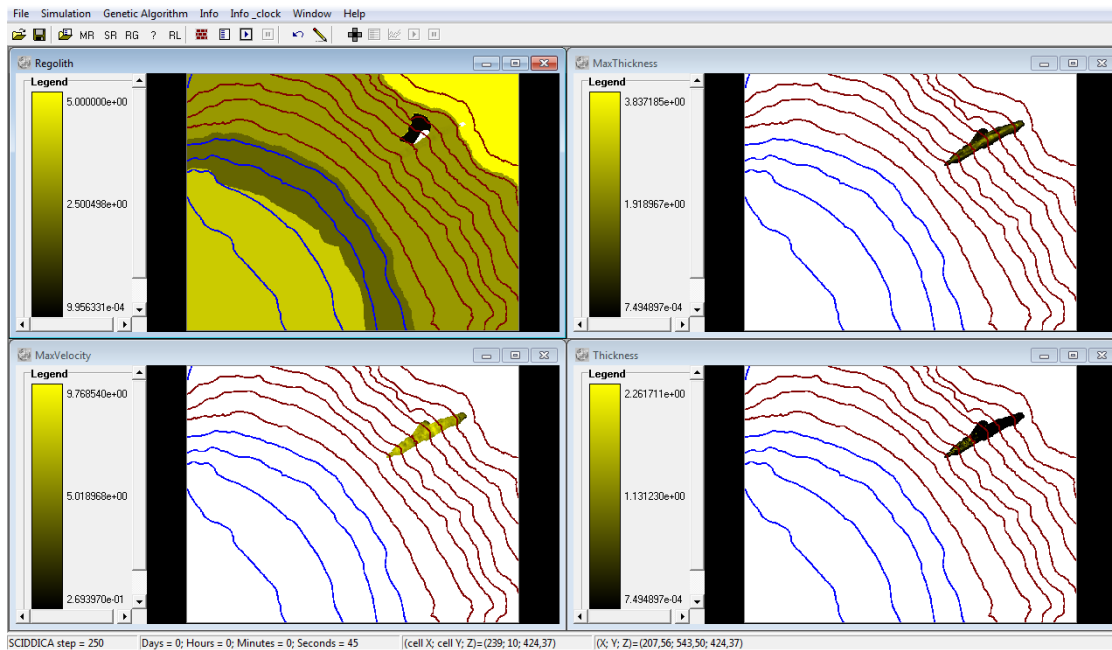 File Simulation Genetic Algorithm Info Info_clock Window Help
MR SR RG ? RL
Regolith
Legend
5.000000e+00
2.500498e+00
9.956331e-04
MaxThickness
Legend
3.837185e+00
1.918967e+00
7.494897e-04
MaxVelocity
Legend
9.768540e+00
5.018968e+00
2.693970e-01
Thickness
Legend
2.261711e+00
1.131230e+00
7.494897e-04
SCIDDICA step = 250 Days = 0; Hours = 0; Minutes = 0; Seconds = 45 (cell X; cell Y; Z)=(239; 10; 424,37) (X; Y; Z)=(207,56; 543,50; 424,37)